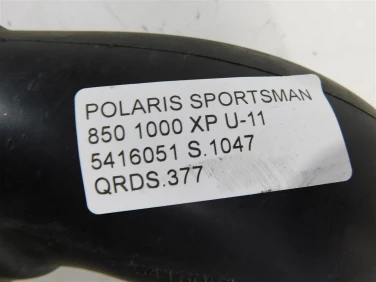 POLARIS SPORTSMAN
850 1000 XP U-11
5416051 S.1047
QRDS.377